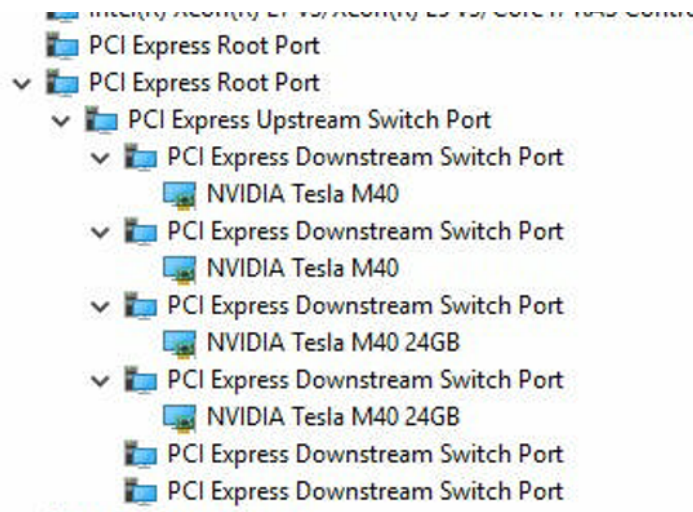 PCI Express Root Port
PCI Express Root Port
PCI Express Upstream Switch Port
PCI Express Downstream Switch Port
NVIDIA Tesla M40
PCI Express Downstream Switch Port
NVIDIA Tesla M40
PCI Express Downstream Switch Port
NVIDIA Tesla M40 24GB
PCI Express Downstream Switch Port
NVIDIA Tesla M40 24GB
PCI Express Downstream Switch Port
PCI Express Downstream Switch Port